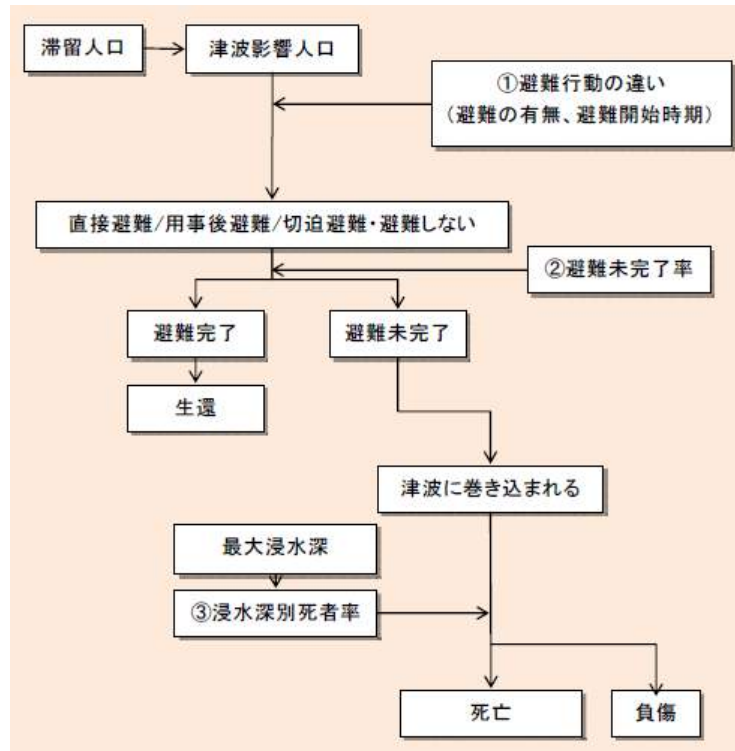 滞留人口
津波影響人口
①避難行動の違い
(避難の有無、避難開始時期)
直接避難/用事後避難/切迫避難・避難しない
②避難未完了率
避難完了
避難未完了
生還
津波に巻き込まれる
最大浸水深
③浸水深別死者率
死亡
負傷